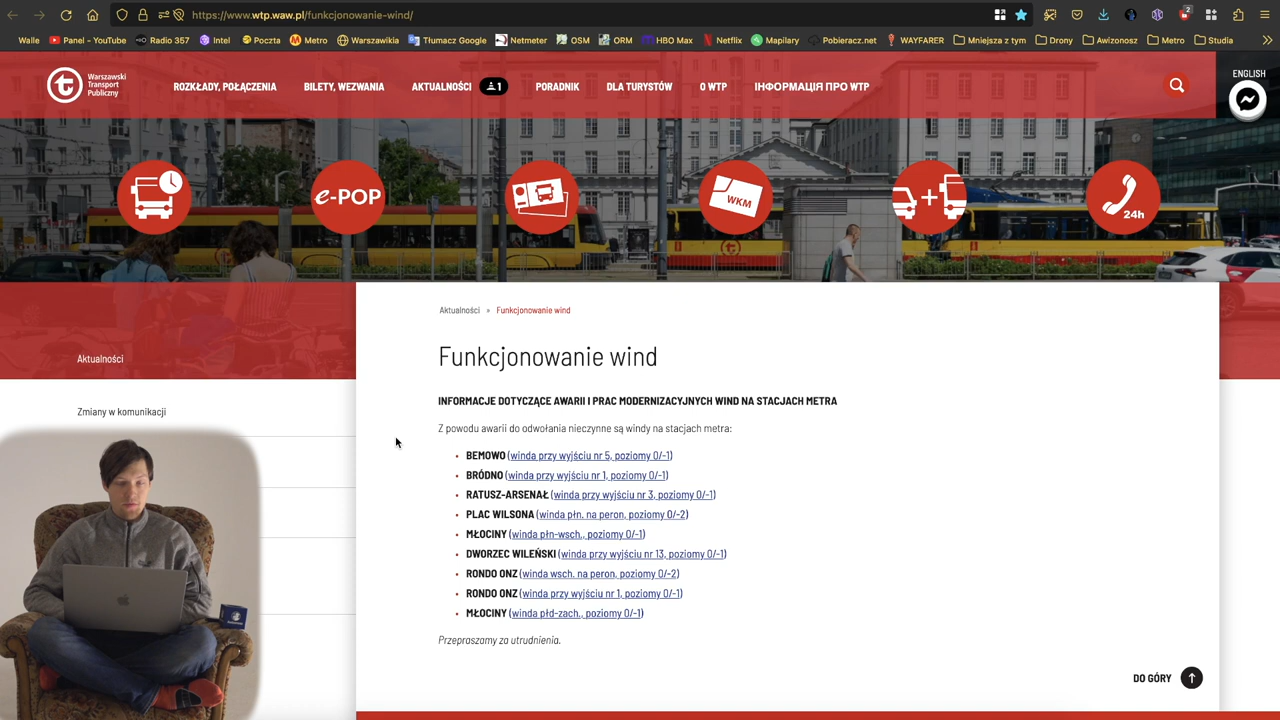 https://www.wtp.waw.pl/funkcjonowanie-wind/
2
Walle Panel - YouTube Radio 357 Intel Poczta Metro Warszawikia Tłumacz Google Netmeter OSM ORM HBO Max Netflix Mapilary Pobieracz.net WAYFARER Mniejsza z tym Drony Awizonosz Metro Studia
Warszawski
Transport
Publiczny
ROZKŁADY, POŁĄCZENIA BILETY, WEZWANIA AKTUALNOŚCI 1 PORADNIK DLA TURYSTÓW O WTP ІНФОРМАЦІЯ ПРО WTP
ENGLISH
e-POP
WKM
24h
Aktualności » Funkcjonowanie wind
Funkcjonowanie wind
Aktualności
Zmiany w komunikacji
INFORMACJE DOTYCZĄCE AWARII I PRAC MODERNIZACYJNYCH WIND NA STACJACH METRA
Z powodu awarii do odwołania nieczynne są windy na stacjach metra:
BEMOWO (winda przy wyjściu nr 5, poziomy 0/-1)
BRÓDNO (winda przy wyjściu nr 1, poziomy 0/-1)
RATUSZ-ARSENAŁ (winda przy wyjściu nr 3, poziomy 0/-1)
PLAC WILSONA (winda płn. na peron, poziomy 0/-2)
MŁOCINY (winda płn-wsch., poziomy 0/-1)
DWORZEC WILEŃSKI (winda przy wyjściu nr 13, poziomy 0/-1)
RONDO ONZ (winda wsch. na peron, poziomy 0/-2)
RONDO ONZ (winda przy wyjściu nr 1, poziomy 0/-1)
MŁOCINY (winda płd-zach., poziomy 0/-1)
Przepraszamy za utrudnienia.
DO GÓRY